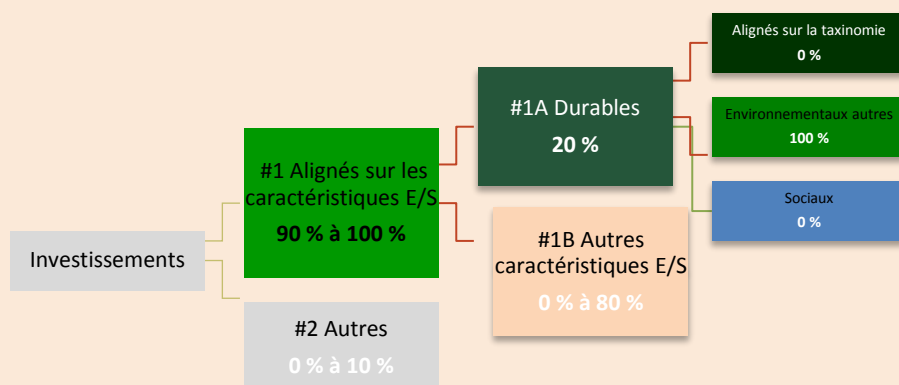 Investissements
#1 Alignés sur les
caractéristiques E/S
90 % à 100 %
#2 Autres
0 % à 10 %
#1A Durables
20 %
#1B Autres
caractéristiques E/S
0 % à 80 %
Alignés sur la taxinomie
0 %
Environnementaux autres
100 %
Sociaux
0 %